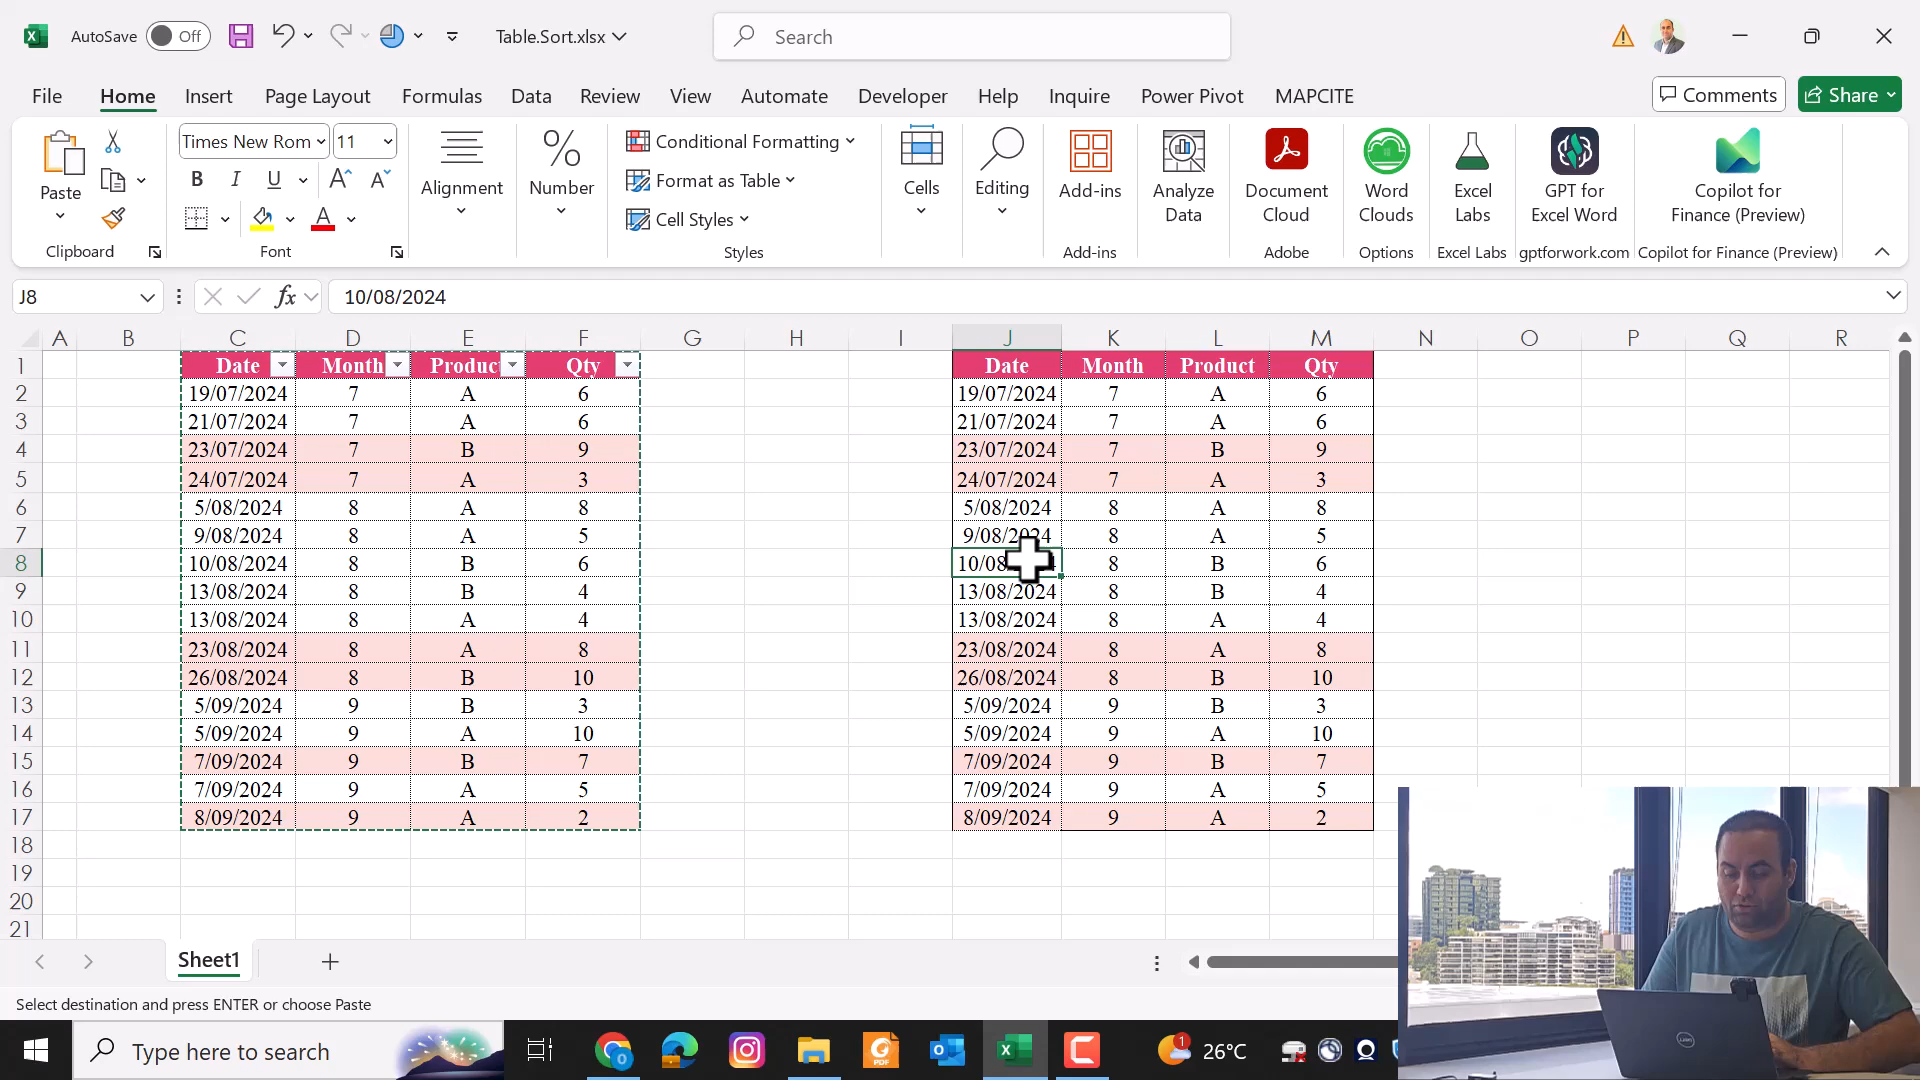 AutoSave Off Table.Sort.xlsx Search
File Home Insert Page Layout Formulas Data Review View Automate Developer Help Inquire Power Pivot MAPCITE Comments Share
Paste
Clipboard
Times New Rom 11
B I U A A
A
Font
Alignment
Number
Conditional Formatting
Format as Table
Cell Styles
Styles
Cells
Editing
Add-ins
Add-ins
Analyze
Data
Document
Cloud
Adobe
Word
Clouds
Options
Excel
Labs
Excel Labs
GPT for
Excel Word
gptforwork.com
Copilot for
Finance (Preview)
Copilot for Finance (Preview)
J8 fx 10/08/2024
A B C D E F G H I J K L M N O P Q R
1 Date Month Produc Qty Date Month Product Qty
2 19/07/2024 7 A 6 19/07/2024 7 A 6
3 21/07/2024 7 A 6 21/07/2024 7 A 6
4 23/07/2024 7 B 9 23/07/2024 7 B 9
5 24/07/2024 7 A 3 24/07/2024 7 A 3
6 5/08/2024 8 A 8 5/08/2024 8 A 8
7 9/08/2024 8 A 5 9/08/2024 8 A 5
8 10/08/2024 8 B 6 10/08 8 B 6
9 13/08/2024 8 B 4 13/08/2024 8 B 4
10 13/08/2024 8 A 4 13/08/2024 8 A 4
11 23/08/2024 8 A 8 23/08/2024 8 A 8
12 26/08/2024 8 B 10 26/08/2024 8 B 10
13 5/09/2024 9 B 3 5/09/2024 9 B 3
14 5/09/2024 9 A 10 5/09/2024 9 A 10
15 7/09/2024 9 B 7 7/09/2024 9 B 7
16 7/09/2024 9 A 5 7/09/2024 9 A 5
17 8/09/2024 9 A 2 8/09/2024 9 A 2
18
19
20
21
Sheet1
Select destination and press ENTER or choose Paste
Type here to search 1 26°C